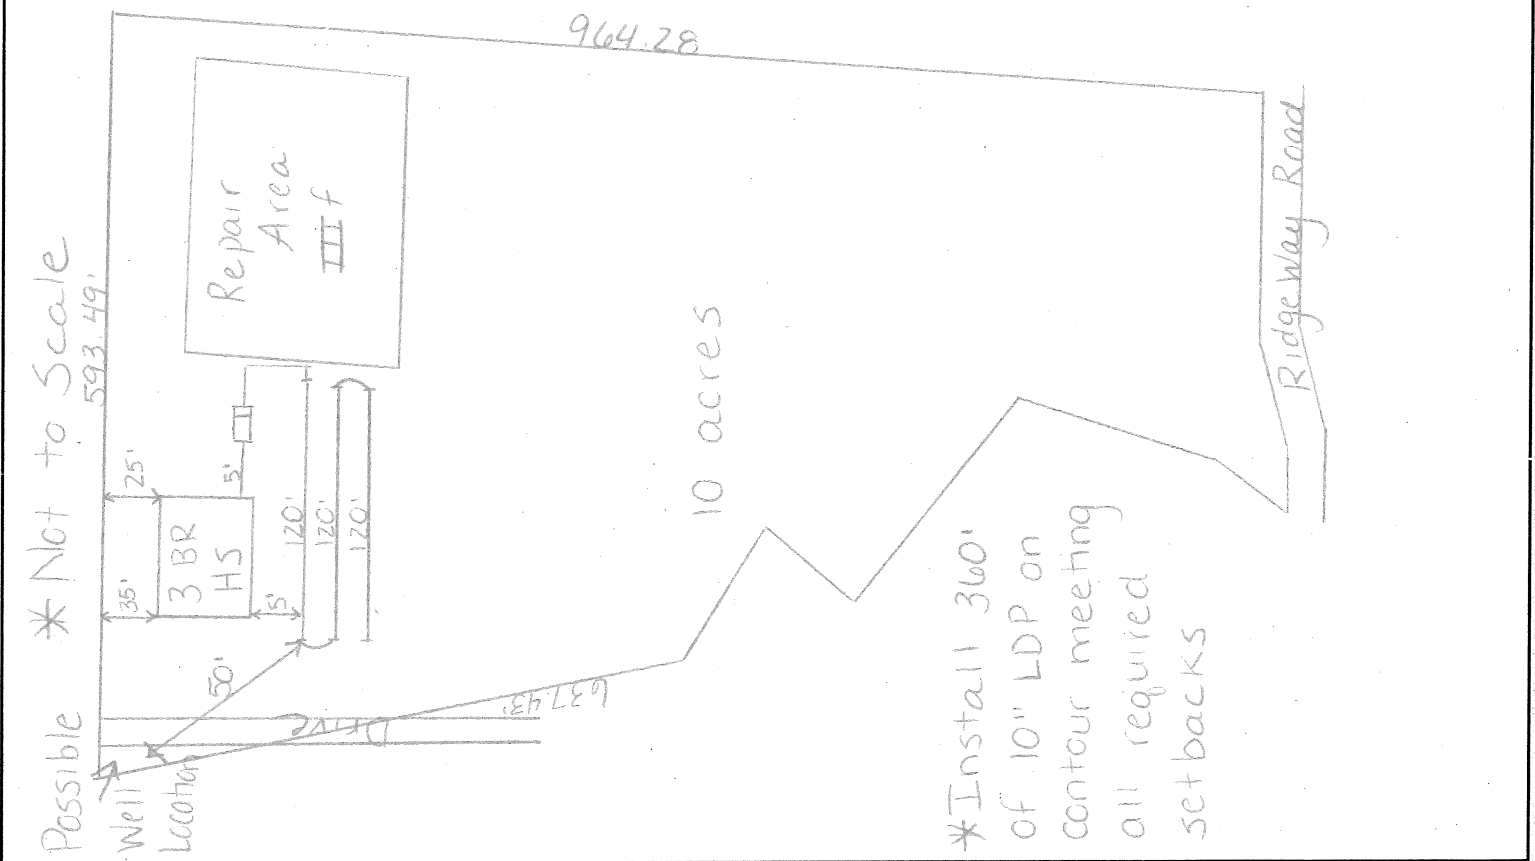 * Not to Scale
593.49'
964.28
Repair
Area
III f
25'
35'
3 BR
HS
5'
5'
120'
120'
120'
50'
Possible
Well
Location
Drive
637.43'
10 acres
Ridgeway Road
* Install 360'
of 10" LDP on
contour meeting
all required
setbacks